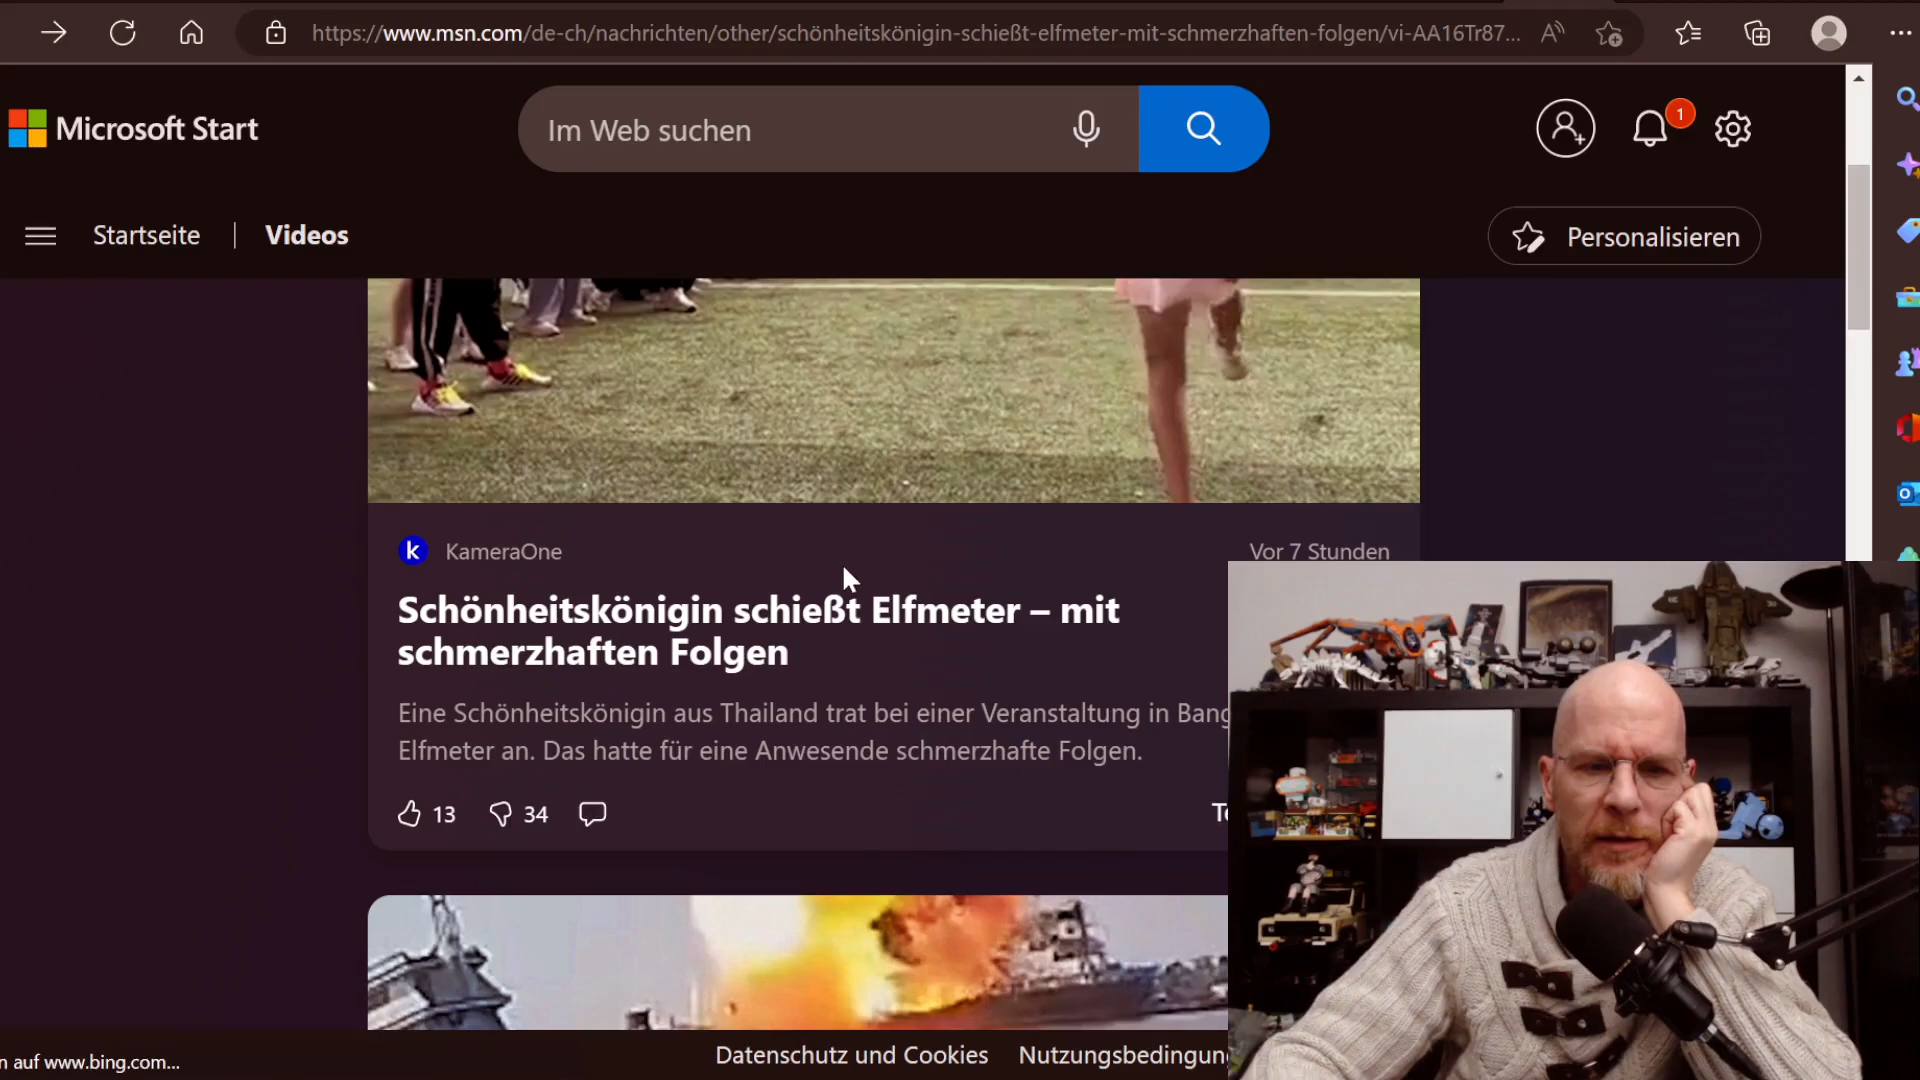 https://www.msn.com/de-ch/nachrichten/other/schönheitskönigin-schießt-elfmeter-mit-schmerzhaften-folgen/vi-AA16Tr87...
Microsoft Start
Im Web suchen
1
Startseite | Videos
Personalisieren
k KameraOne
Vor 7 Stunden
Schönheitskönigin schießt Elfmeter – mit
schmerzhaften Folgen
Eine Schönheitskönigin aus Thailand trat bei einer Veranstaltung in Bang
Elfmeter an. Das hatte für eine Anwesende schmerzhafte Folgen.
13 34
Te
Datenschutz und Cookies Nutzungsbedingun
n auf www.bing.com...